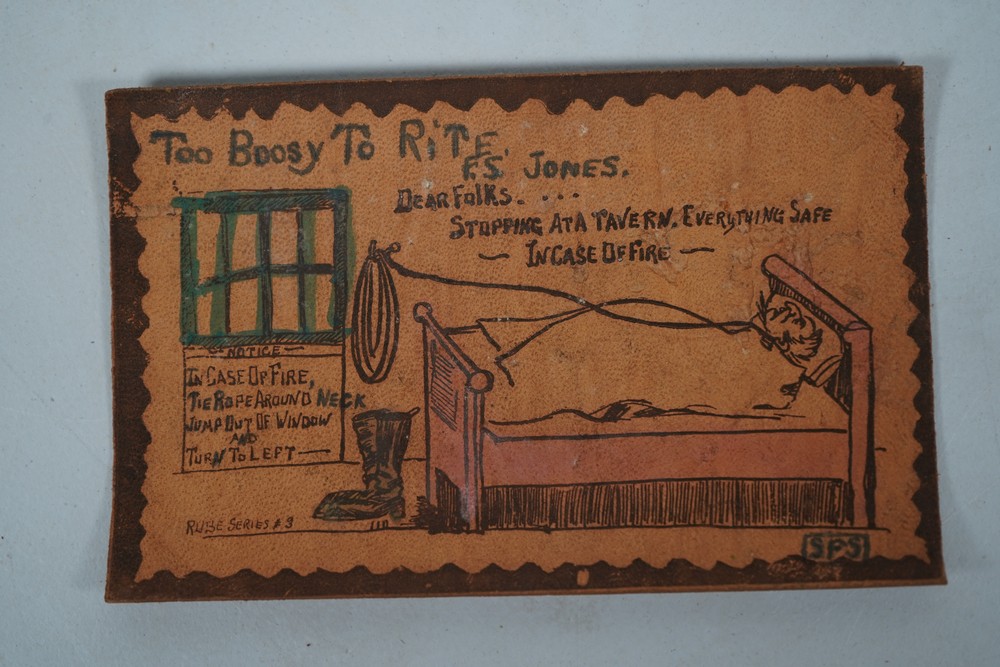 Too Boosy To RiTE.
F.S. JONES.
DEAR FOLKS. . . .
STOPPING AT A TAVERN. EVERYTHING SAFE
— IN CASE OF FIRE —
— NOTICE —
IN CASE OF FIRE,
TIE ROPE AROUND NECK
JUMP OUT OF WINDOW
AND
TURN TO LEFT —
RUBE SERIES # 3
SFS